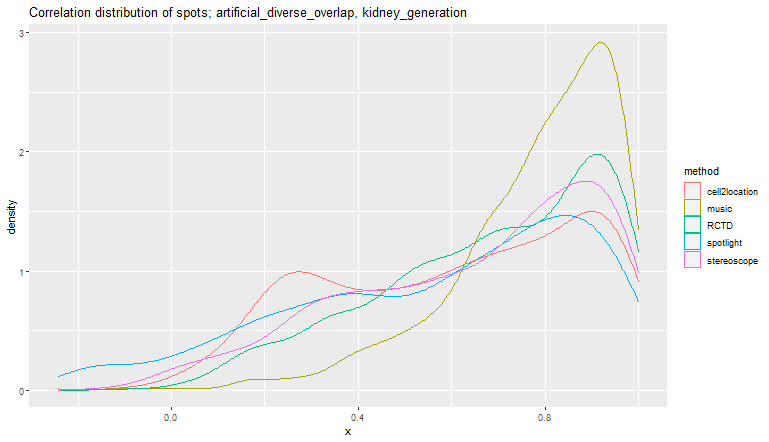 Correlation distribution of spots; artificial_diverse_overlap, kidney_generation
3
2
1
0
density
0.0
0.4
0.8
x
method
cell2location
music
RCTD
spotlight
stereoscope